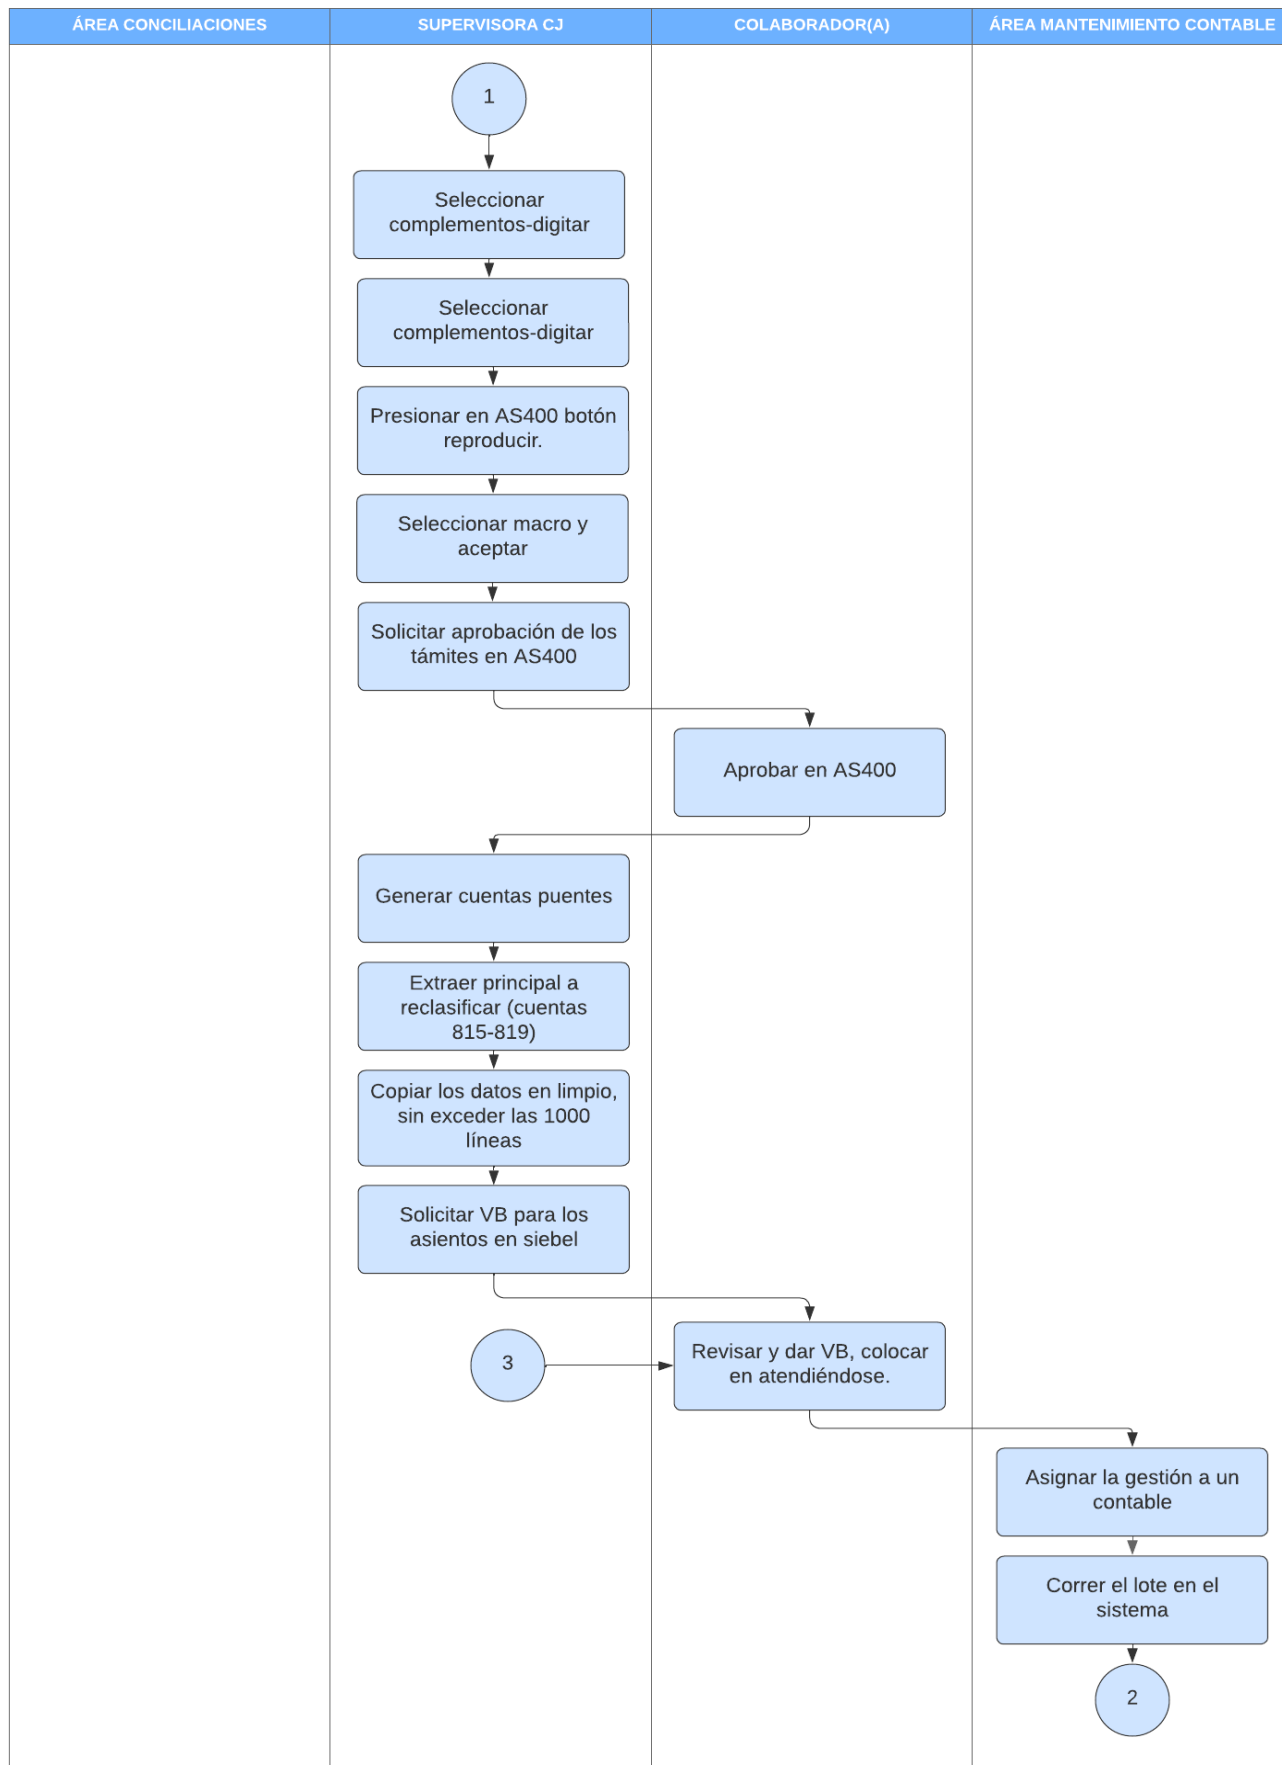 ÁREA CONCILIACIONES
SUPERVISORA CJ
COLABORADOR(A)
ÁREA MANTENIMIENTO CONTABLE
1
Seleccionar
complementos-digitar
Seleccionar
complementos-digitar
Presionar en AS400 botón
reproducir.
Seleccionar macro y
aceptar
Solicitar aprobación de los
támites en AS400
Aprobar en AS400
Generar cuentas puentes
Extraer principal a
reclasificar (cuentas
815-819)
Copiar los datos en limpio,
sin exceder las 1000
líneas
Solicitar VB para los
asientos en siebel
3
Revisar y dar VB, colocar
en atendiéndose.
Asignar la gestión a un
contable
Correr el lote en el
sistema
2